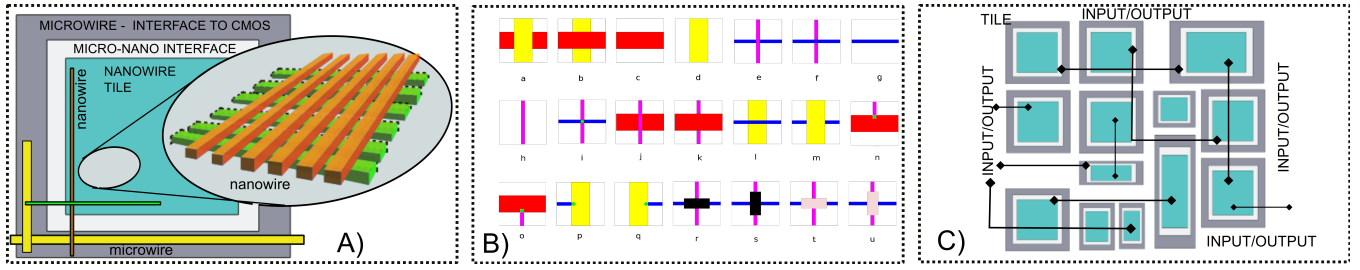 MICROWIRE - INTERFACE TO CMOS
MICRO-NANO INTERFACE
NANOWIRE
TILE
nanowire
nanowire
microwire
A)
a b c d e f g
h i j k l m n
o p q r s t u
B)
TILE
INPUT/OUTPUT
INPUT/OUTPUT
INPUT/OUTPUT
INPUT/OUTPUT
C)